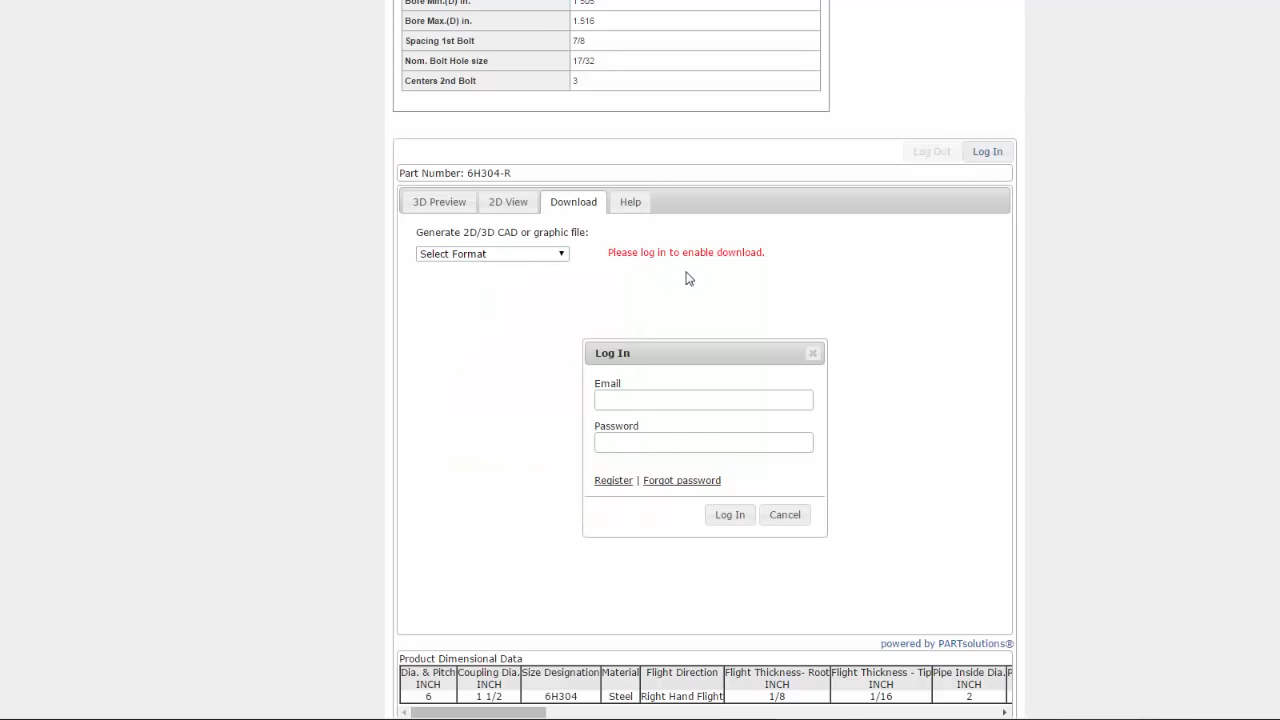 Bore Min.(D) in. 1.505
Bore Max.(D) in. 1.516
Spacing 1st Bolt 7/8
Nom. Bolt Hole size 17/32
Centers 2nd Bolt 3
Log Out Log In
Part Number: 6H304-R
3D Preview 2D View Download Help
Generate 2D/3D CAD or graphic file:
Select Format Please log in to enable download.
Log In
Email
Password
Register | Forgot password
Log In Cancel
powered by PARTsolutions®
Product Dimensional Data
Dia. & Pitch Coupling Dia. Size Designation Material Flight Direction Flight Thickness- Root Flight Thickness - Tip Pipe Inside Dia.
INCH INCH INCH INCH INCH
6 1 1/2 6H304 Steel Right Hand Flight 1/8 1/16 2